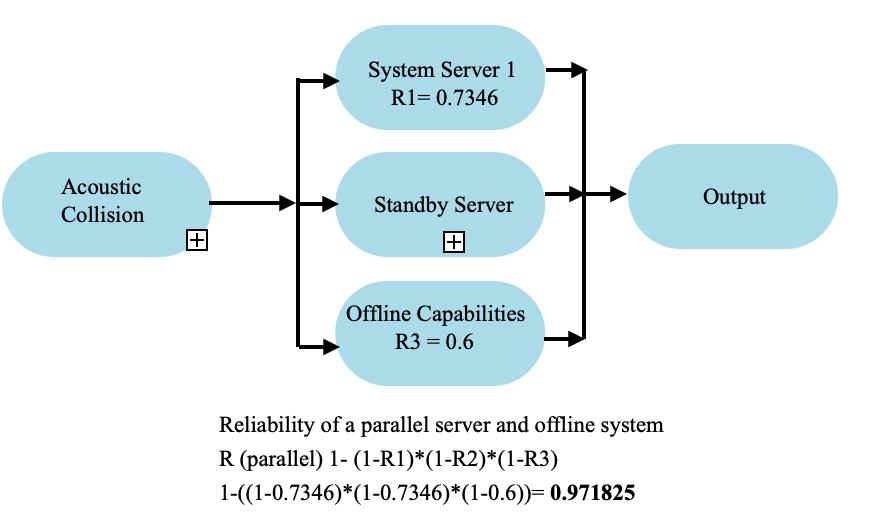 System Server 1
R1= 0.7346
Acoustic
Collision
Standby Server
Output
Offline Capabilities
R3 = 0.6
Reliability of a parallel server and offline system
R (parallel) 1- (1-R1)*(1-R2)*(1-R3)
1-((1-0.7346)*(1-0.7346)*(1-0.6))= 0.971825